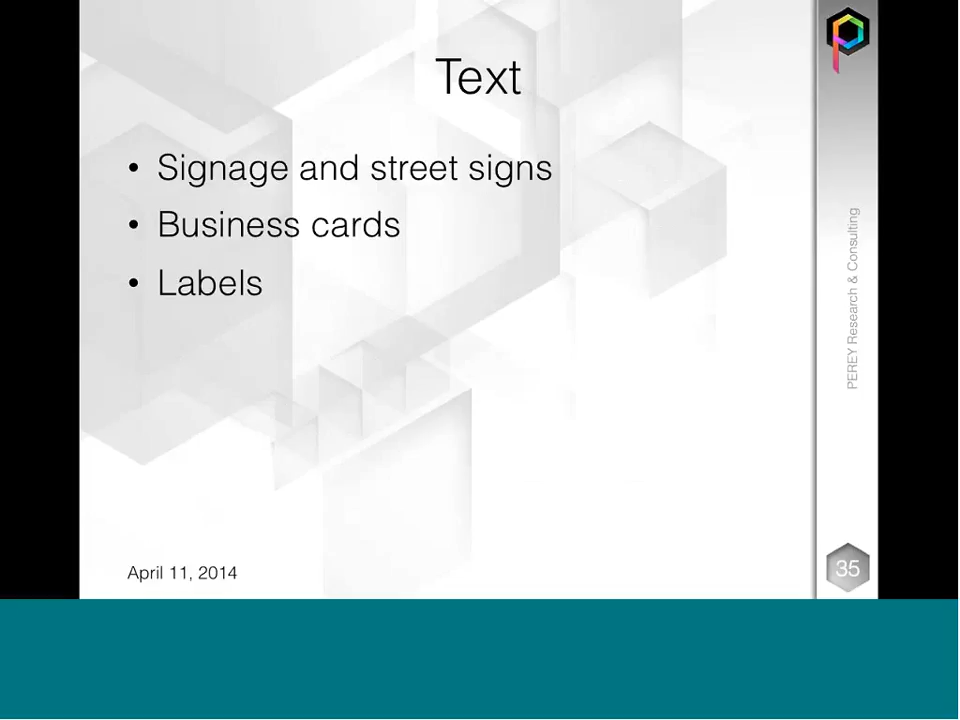 Text
• Signage and street signs
• Business cards
• Labels
PEREY Research & Consulting
April 11, 2014
35